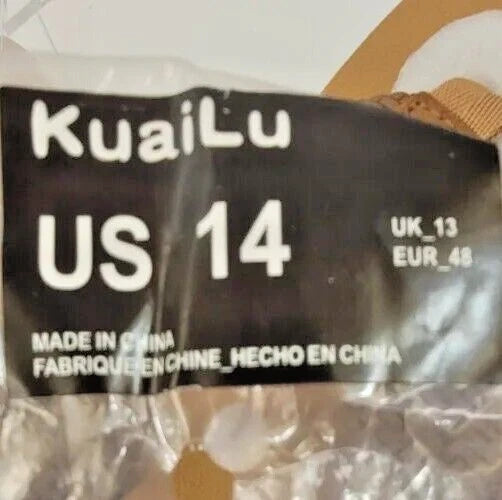 KuaiLu
US 14
UK_13
EUR_48
MADE IN CHINA
FABRIQUE EN CHINE_HECHO EN CHINA